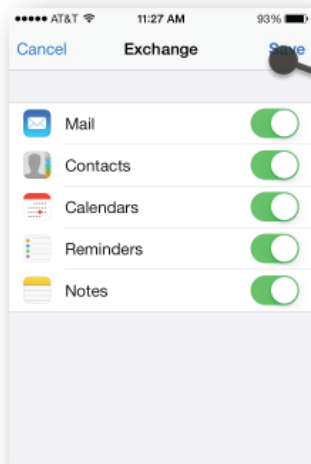 AT&T 11:27 AM 93%
Cancel Exchange Save
Mail
Contacts
Calendars
Reminders
Notes